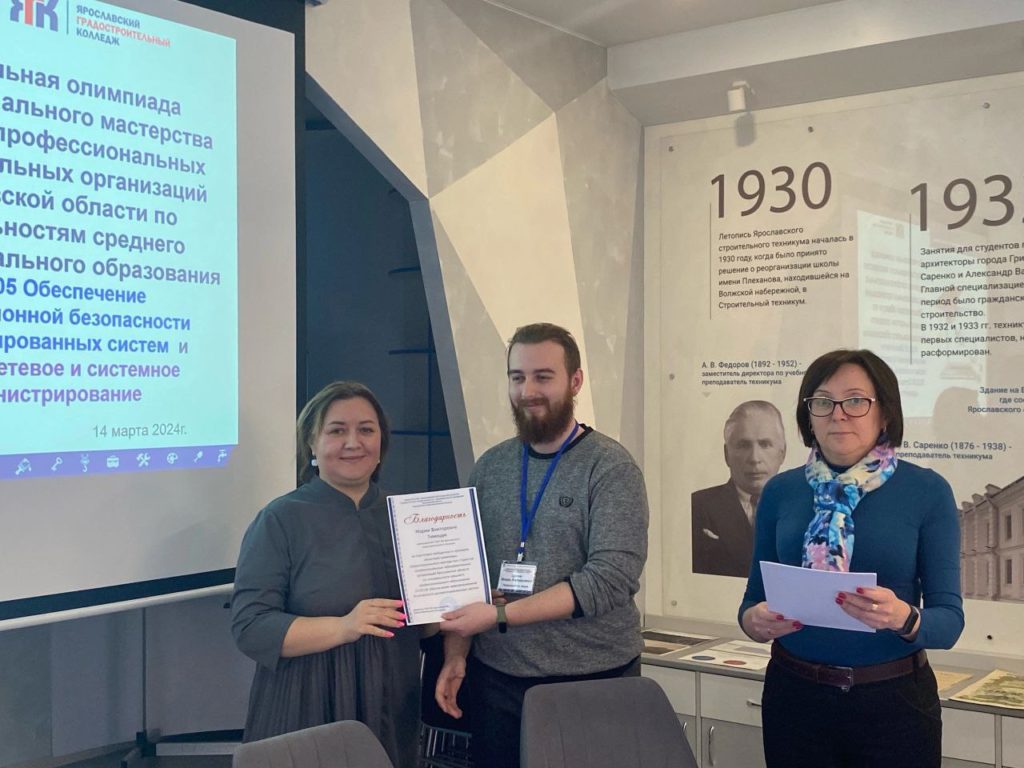 ЯГК
ЯРОСЛАВСКИЙ
ГРАДОСТРОИТЕЛЬНЫЙ
КОЛЛЕДЖ
льная олимпиада
ального мастерства
профессиональных
льных организаций
вской области по
ьностям среднего
ального образования
05 Обеспечение
ионной безопасности
ированных систем и
етевое и системное
нистрирование
14 марта 2024г.
Благодарность
1930
Летопись Ярославского
строительного техникума началась в
1930 году, когда было принято
решение о реорганизации школы
имени Плеханова, находившейся на
Волжской набережной, в
Строительный техникум.
А. В. Федоров (1892 - 1952) -
заместитель директора по учебно
преподаватель техникума
193
Занятия для студентов
архитекторы города Гри
Саренко и Александр Ва
Главной специализацие
период было гражданск
строительство.
В 1932 и 1933 гг. техник
первых специалистов, н
расформирован.
Здание на
где сос
Ярославского
В. Саренко (1876 - 1938) -
преподаватель техникума